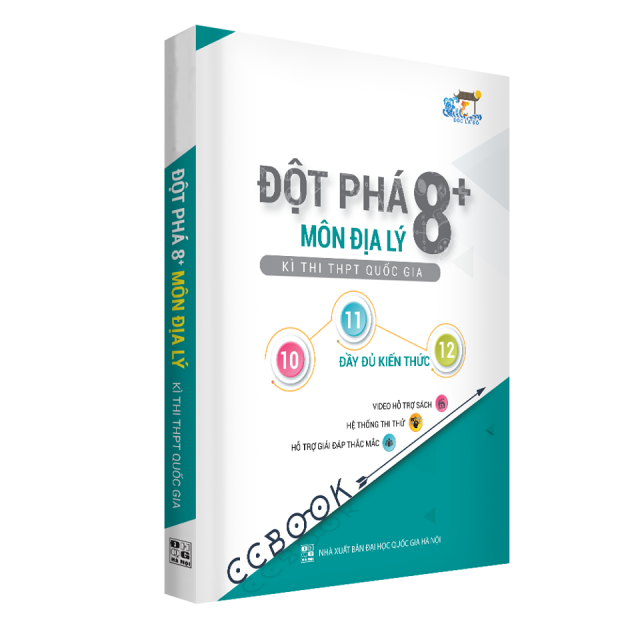 ĐỘT PHÁ 8+
MÔN ĐỊA LÝ
KÌ THI THPT QUỐC GIA
10
11
12
ĐẦY ĐỦ KIẾN THỨC
VIDEO HỖ TRỢ SÁCH
HỆ THỐNG THI THỬ
HỖ TRỢ GIẢI ĐÁP THẮC MẮC
CCBOOK
NHÀ XUẤT BẢN ĐẠI HỌC QUỐC GIA HÀ NỘI
ĐỘT PHÁ 8+ MÔN ĐỊA LÝ
KÌ THI THPT QUỐC GIA
HÀ NỘI